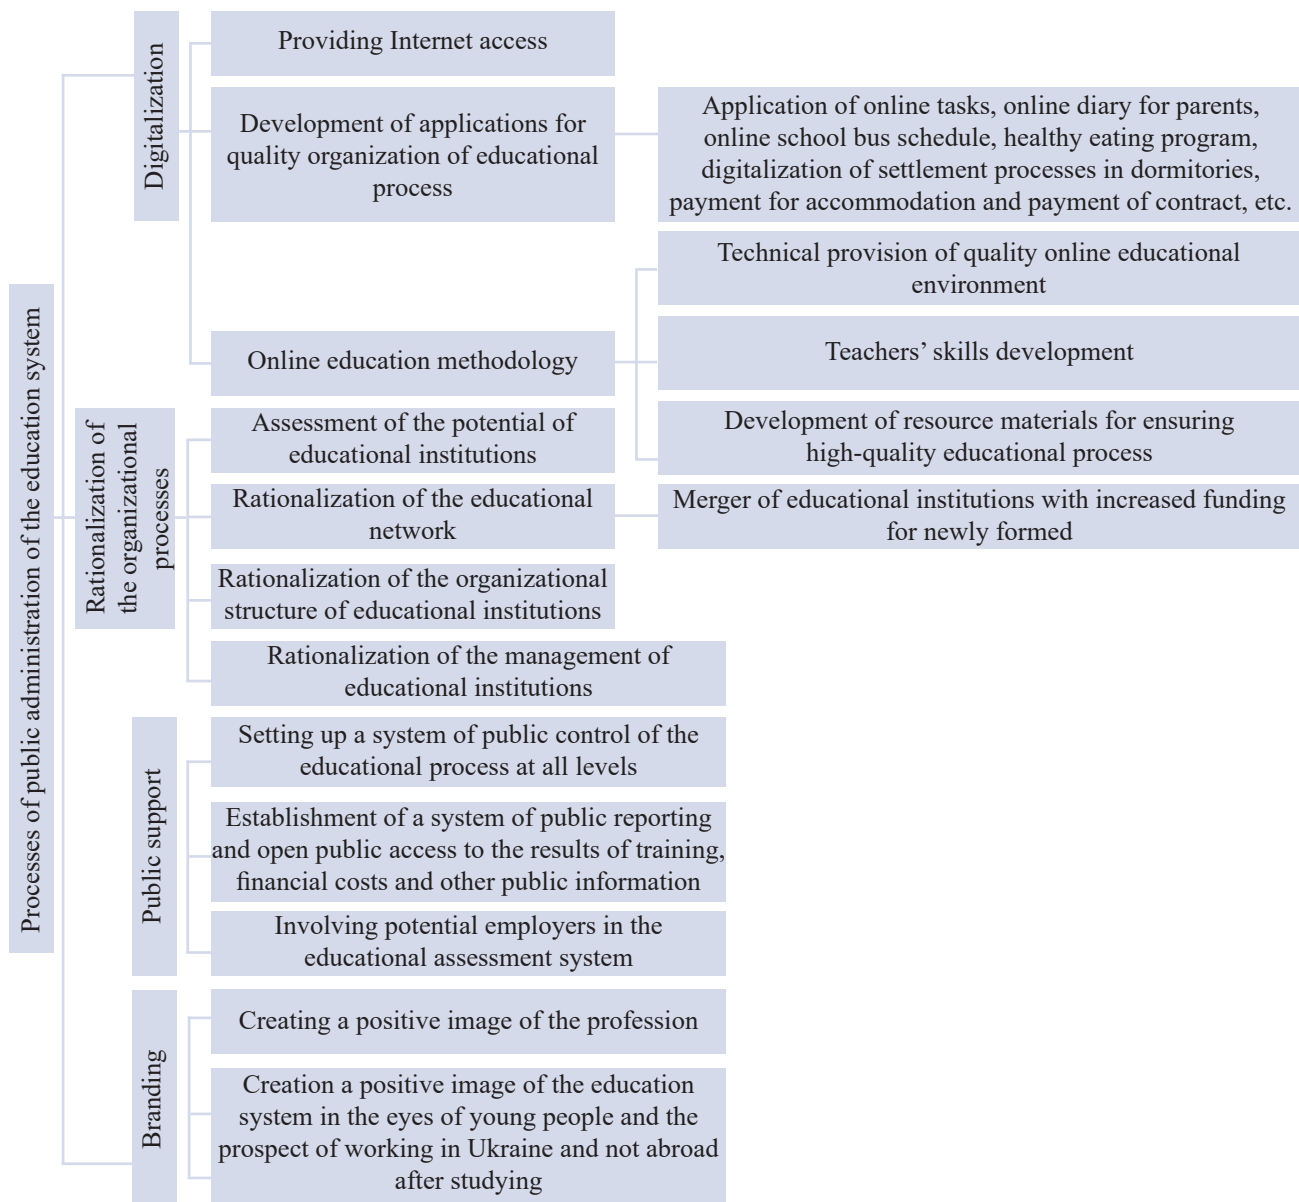 Processes of public administration of the education system
Digitalization
Providing Internet access
Development of applications for
quality organization of educational
process
Application of online tasks, online diary for parents,
online school bus schedule, healthy eating program,
digitalization of settlement processes in dormitories,
payment for accommodation and payment of contract, etc.
Online education methodology
Technical provision of quality online educational
environment
Teachers’ skills development
Development of resource materials for ensuring
high-quality educational process
Rationalization of
the organizational
processes
Assessment of the potential of
educational institutions
Rationalization of the educational
network
Merger of educational institutions with increased funding
for newly formed
Rationalization of the organizational
structure of educational institutions
Rationalization of the management of
educational institutions
Public support
Setting up a system of public control of the
educational process at all levels
Establishment of a system of public reporting
and open public access to the results of training,
financial costs and other public information
Involving potential employers in the
educational assessment system
Branding
Creating a positive image of the profession
Creation a positive image of the education
system in the eyes of young people and the
prospect of working in Ukraine and not abroad
after studying